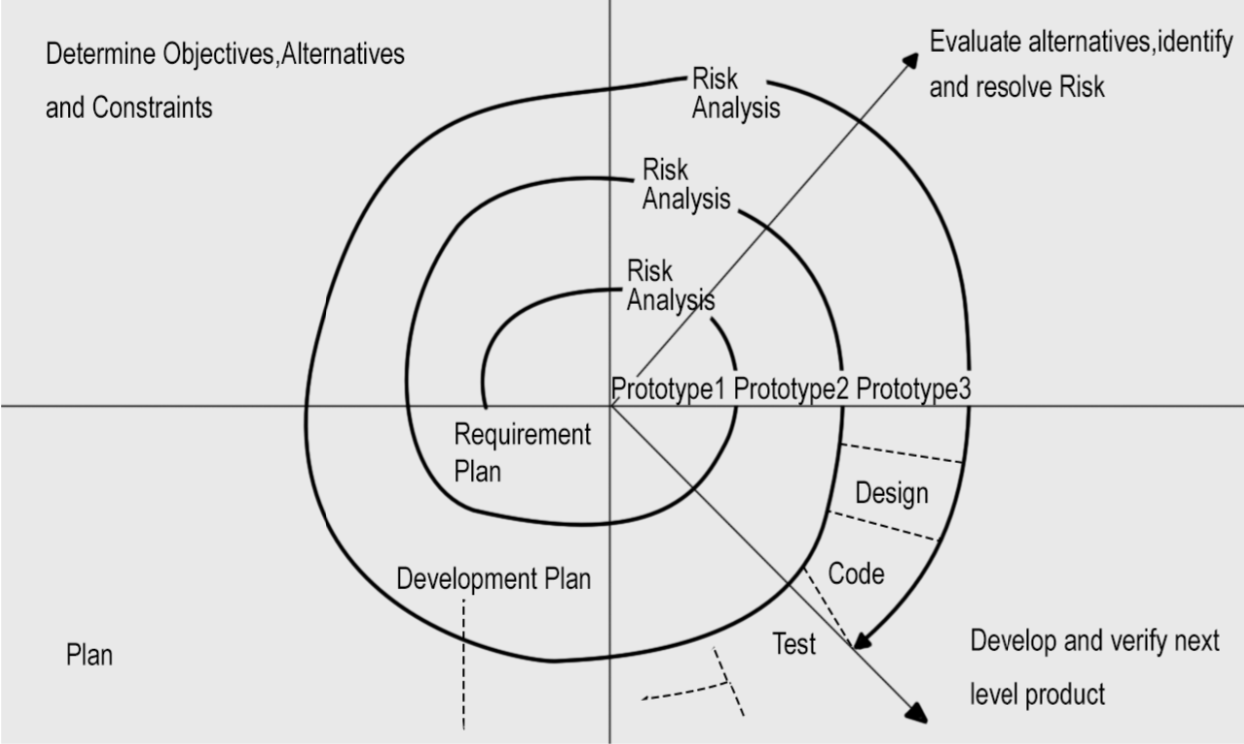 Determine Objectives,Alternatives
and Constraints
Evaluate alternatives,identify
and resolve Risk
Risk
Analysis
Risk
Analysis
Risk
Analysis
Prototype1 Prototype2 Prototype3
Requirement
Plan
Design
Code
Development Plan
Test
Plan
Develop and verify next
level product